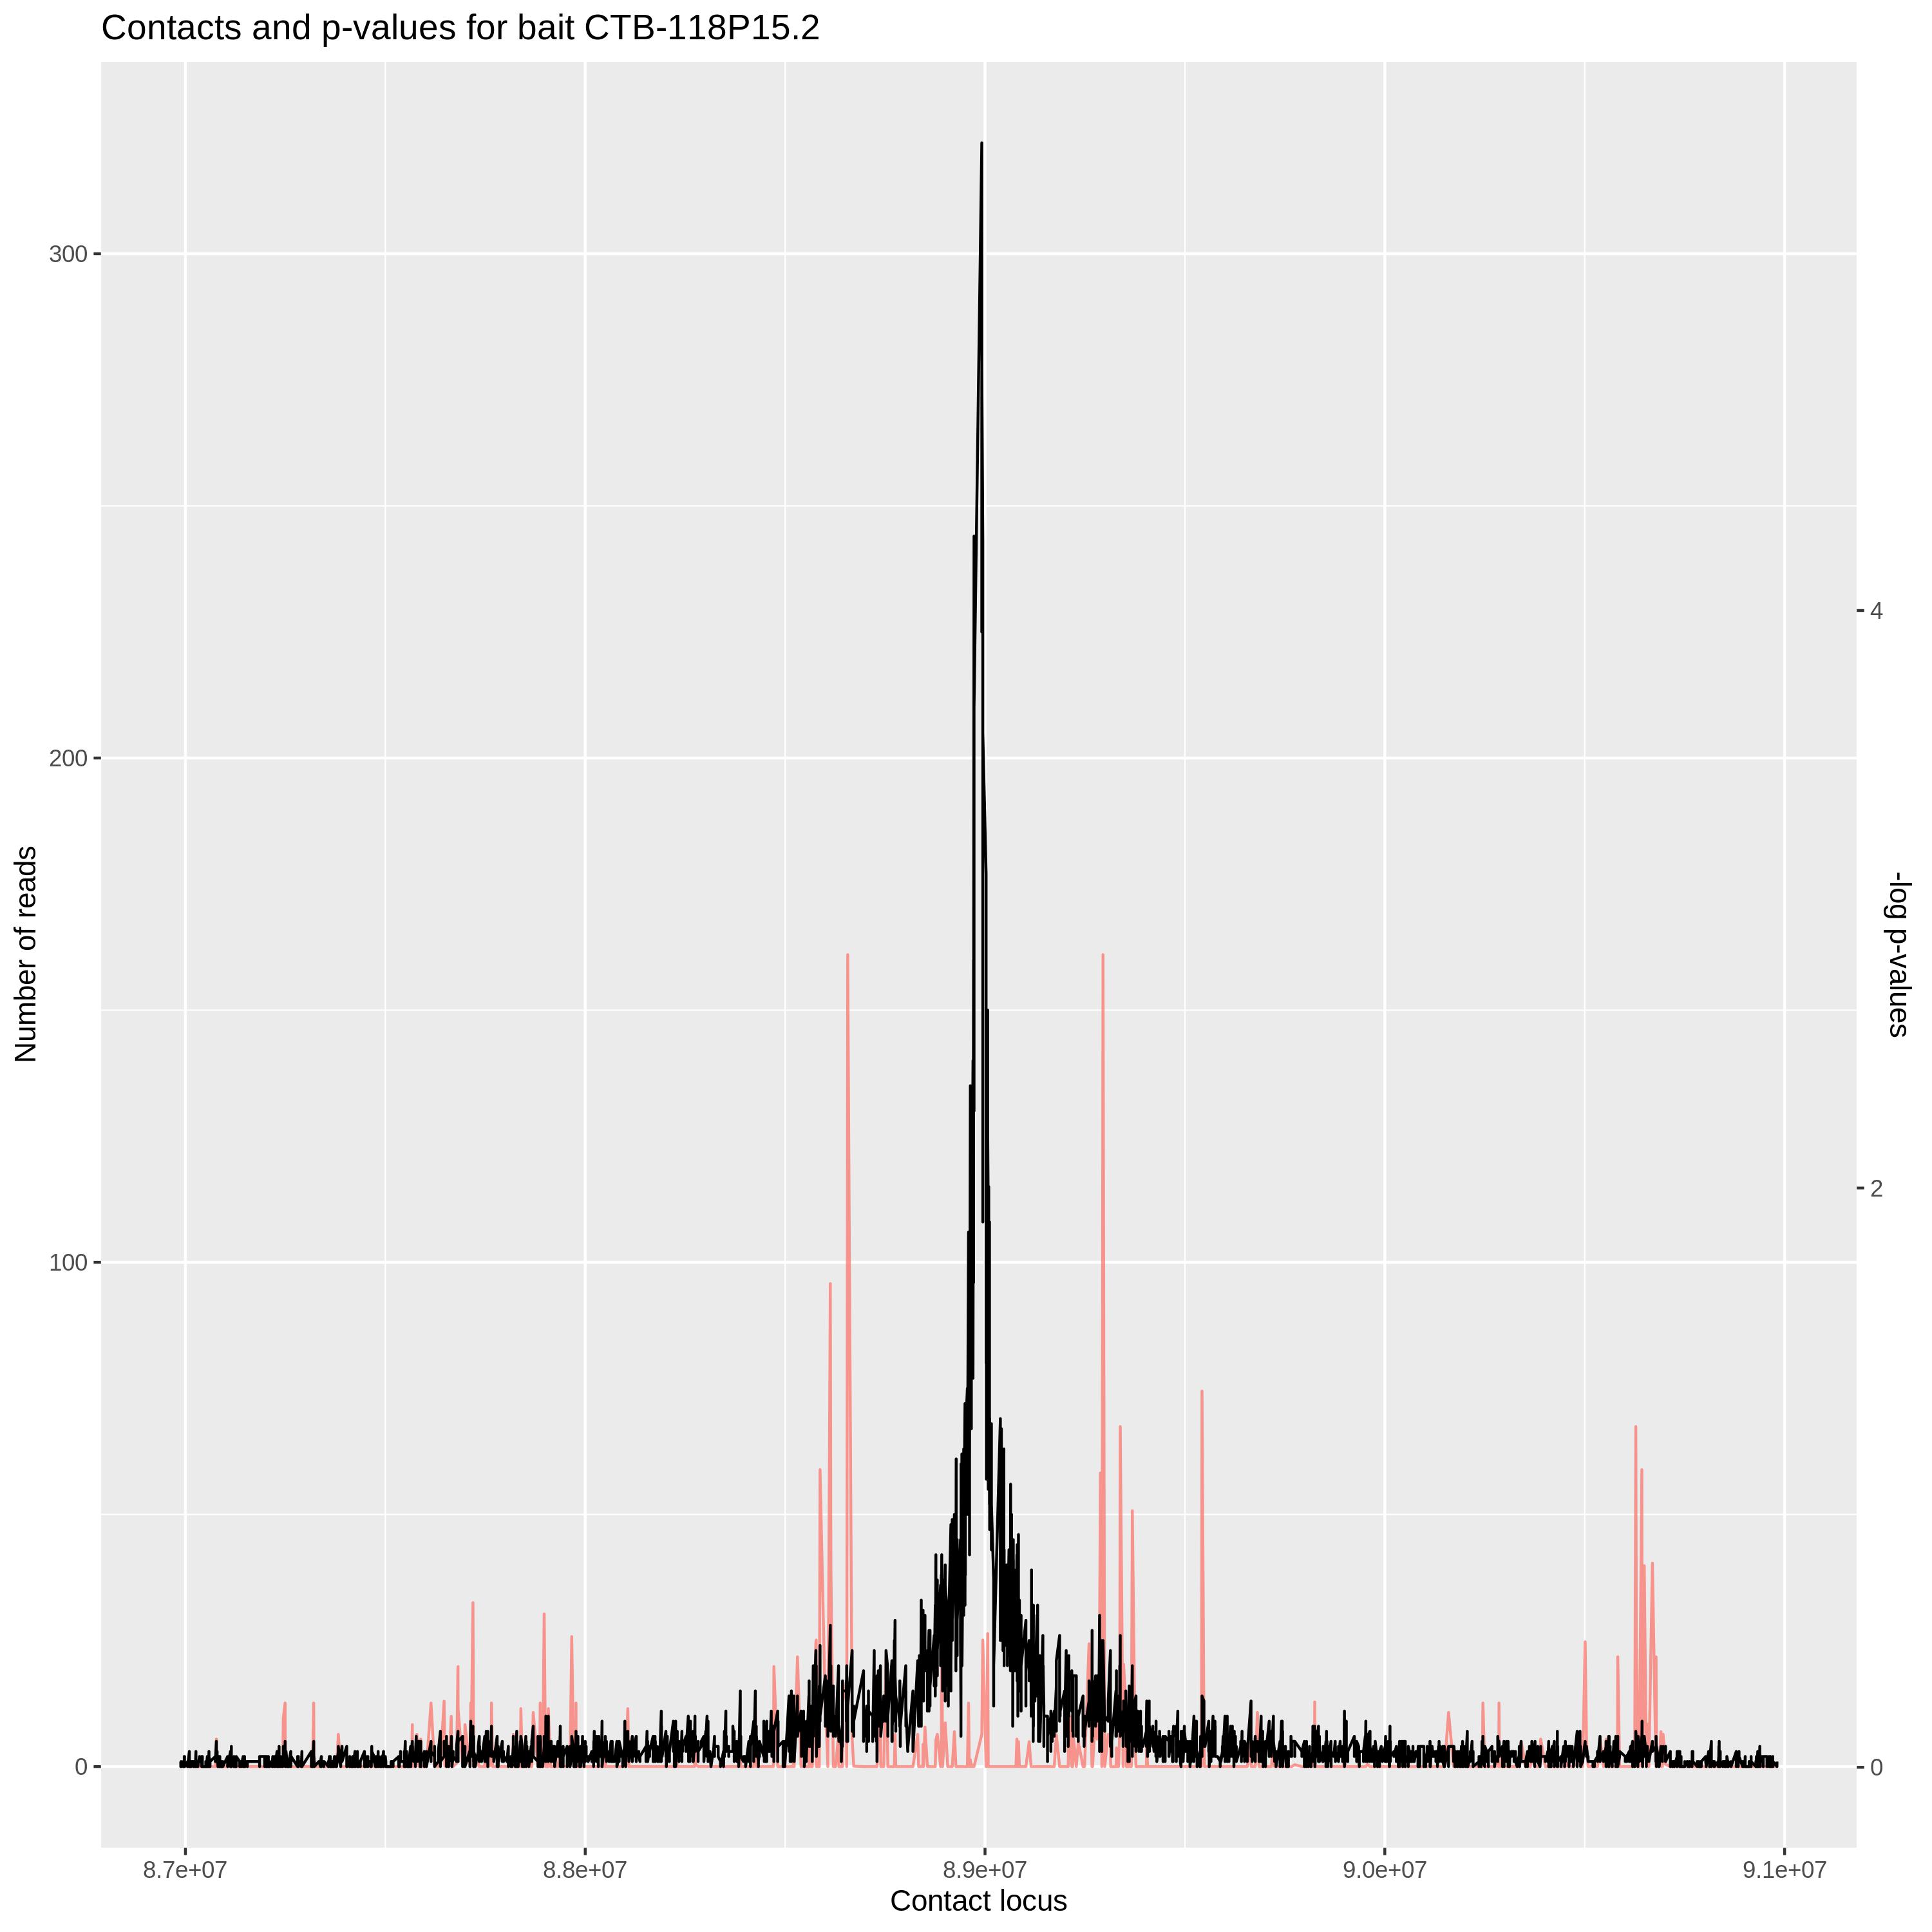 Contacts and p-values for bait CTB-118P15.2
300
200
100
0
Number of reads
4
2
0
-log p-values
8.7e+07 8.8e+07 8.9e+07 9.0e+07 9.1e+07
Contact locus